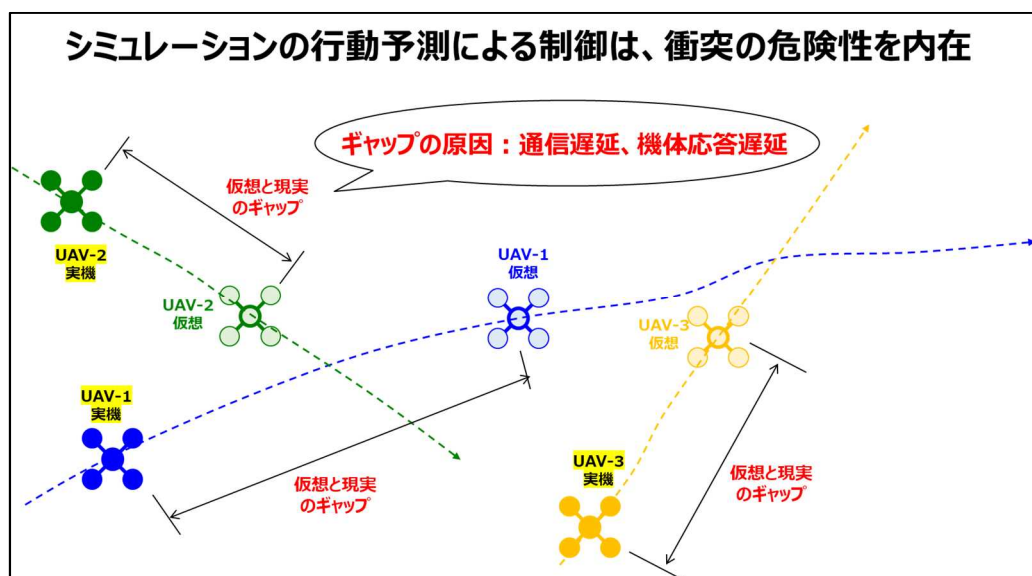 シミュレーションの行動予測による制御は、衝突の危険性を内在
ギャップの原因：通信遅延、機体応答遅延
仮想と現実
のギャップ
UAV-2
実機
UAV-1
仮想
UAV-2
仮想
UAV-3
仮想
UAV-1
実機
UAV-3
実機
仮想と現実
のギャップ
仮想と現実
のギャップ